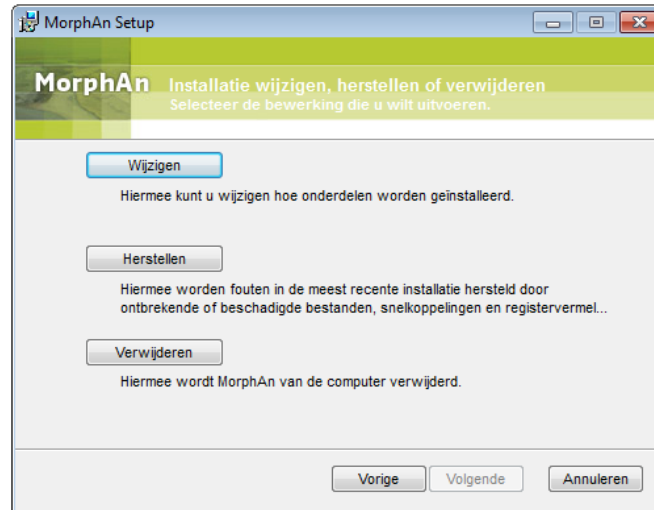 MorphAn Setup
MorphAn
Installatie wijzigen, herstellen of verwijderen
Selecteer de bewerking die u wilt uitvoeren.
Wijzigen
Hiermee kunt u wijzigen hoe onderdelen worden geïnstalleerd.
Herstellen
Hiermee worden fouten in de meest recente installatie hersteld door
ontbrekende of beschadigde bestanden, snelkoppelingen en registervermel...
Verwijderen
Hiermee wordt MorphAn van de computer verwijderd.
Vorige
Volgende
Annuleren